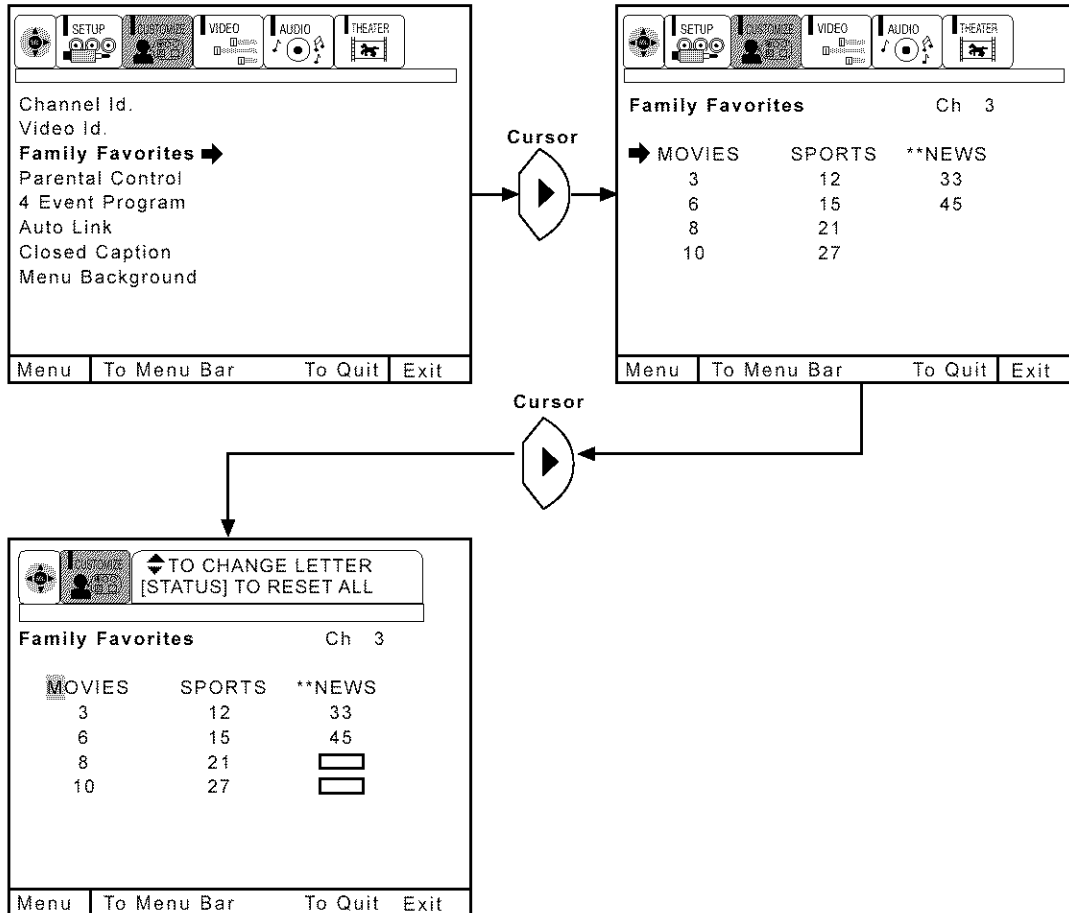 SETUP CUSTOMIZE VIDEO AUDIO THEATER
Channel Id.
Video Id.
Family Favorites
Parental Control
4 Event Program
Auto Link
Closed Caption
Menu Background
Menu To Menu Bar To Quit Exit
Cursor
SETUP CUSTOMIZE VIDEO AUDIO THEATER
Family Favorites Ch 3
MOVIES SPORTS **NEWS
3 12 33
6 15 45
8 21
10 27
Menu To Menu Bar To Quit Exit
Cursor
CUSTOMIZE TO CHANGE LETTER
[STATUS] TO RESET ALL
Family Favorites Ch 3
MOVIES SPORTS **NEWS
3 12 33
6 15 45
8 21
10 27
Menu To Menu Bar To Quit Exit